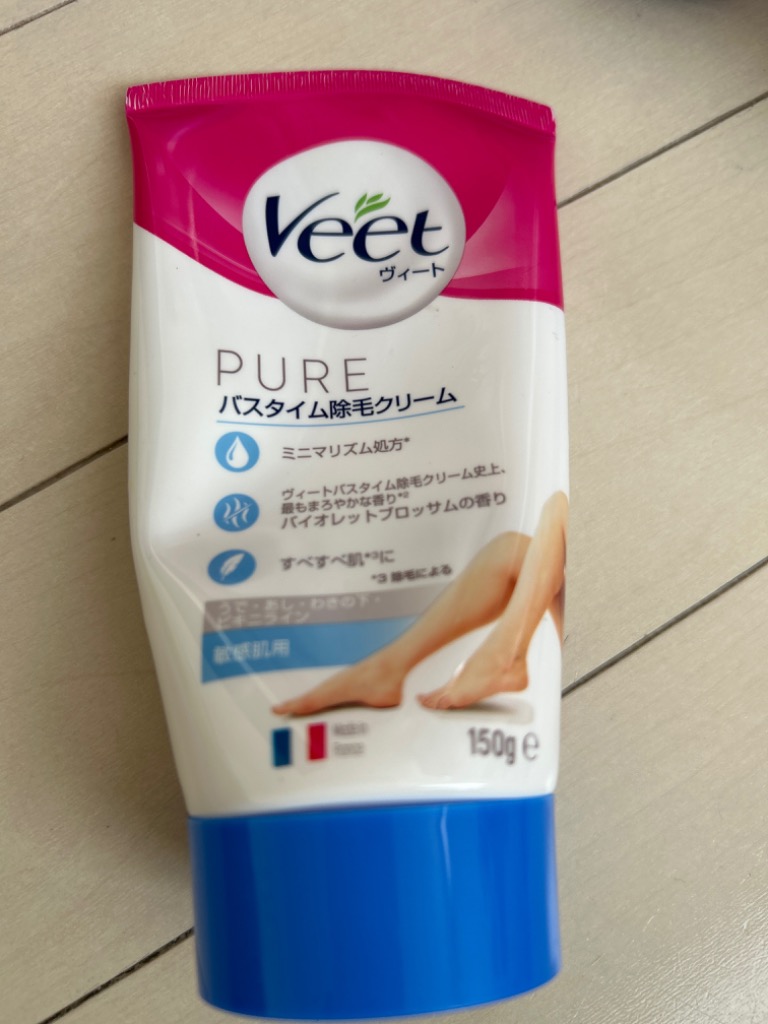 Veet
ヴィート
PURE
バスタイム除毛クリーム
ミニマリズム処方*
ヴィートバスタイム除毛クリーム史上、
最もまろやかな香り*²
バイオレットブロッサムの香り
すべすべ肌*³に
*3 除毛による
うで・あし・わきの下・
ビキニライン
敏感肌用
Made in
France
150g ℮